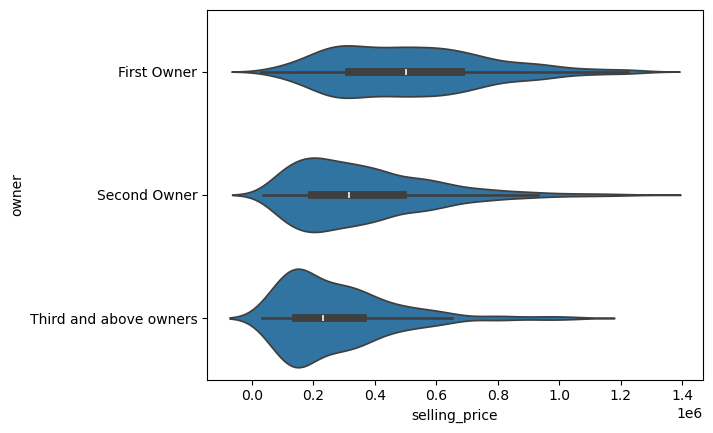 owner
First Owner
Second Owner
Third and above owners
0.0 0.2 0.4 0.6 0.8 1.0 1.2 1.4
1e6
selling_price